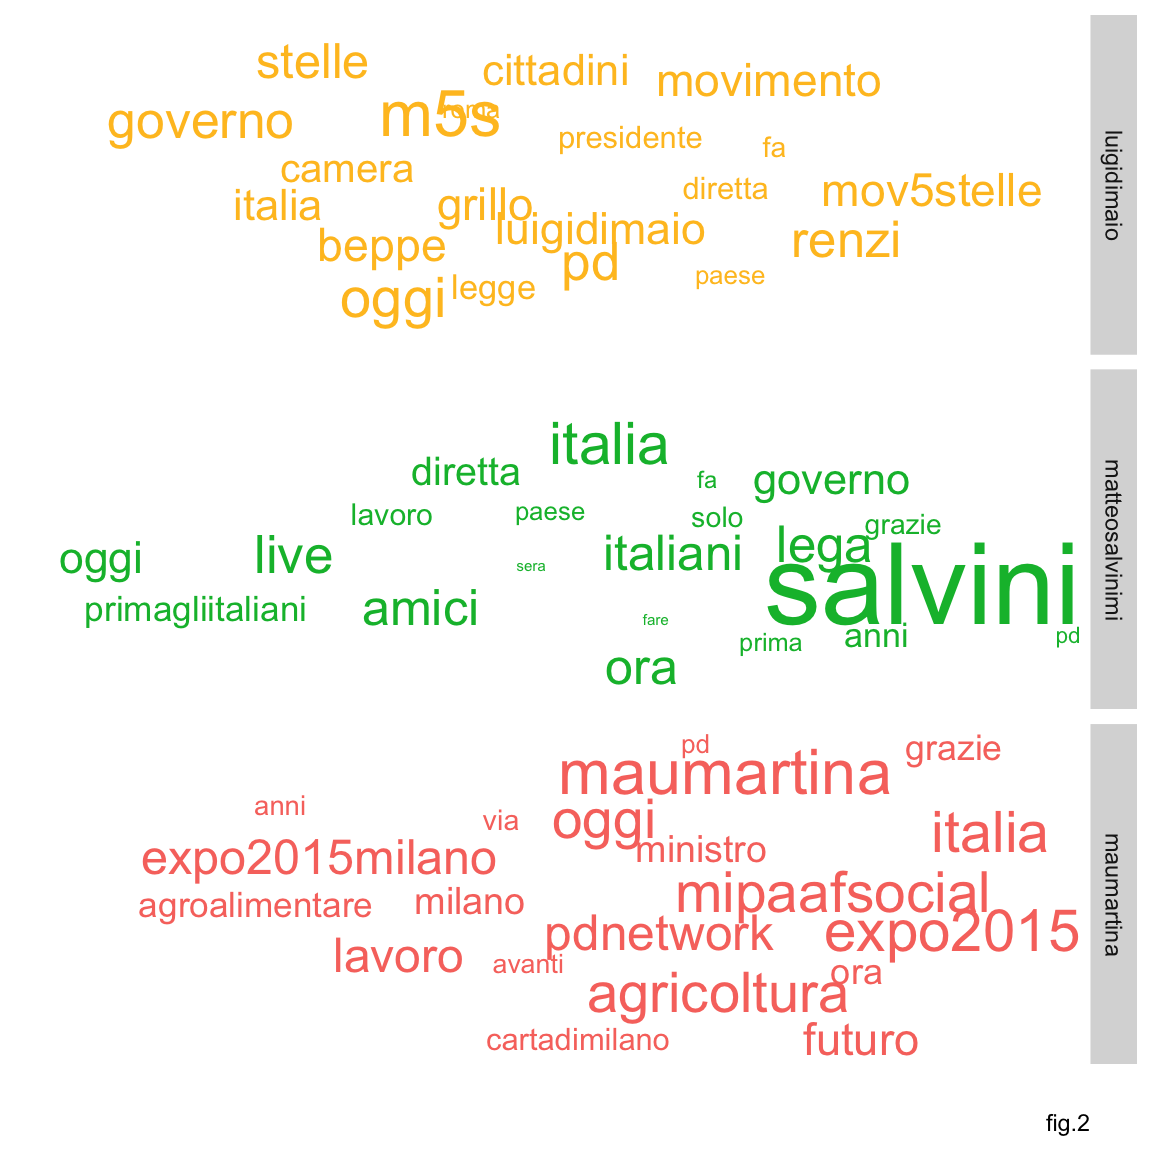 stelle
cittadini
movimento
governo
m5s
roma
presidente
fa
camera
diretta
mov5stelle
italia
grillo
luigidimaio
beppe
renzi
pd
paese
legge
oggi
luigidimaio
italia
diretta
fa
governo
lavoro
paese
solo
grazie
oggi
live
italiani
lega
sera
salvini
primagliitaliani
amici
fare
prima
anni
pd
ora
matteosalvinimi
pd
grazie
maumartina
anni
via
oggi
italia
ministro
expo2015milano
agroalimentare
milano
mipaafsocial
pdnetwork
expo2015
lavoro
avanti
ora
agricoltura
cartadimilano
futuro
maumartina
fig.2